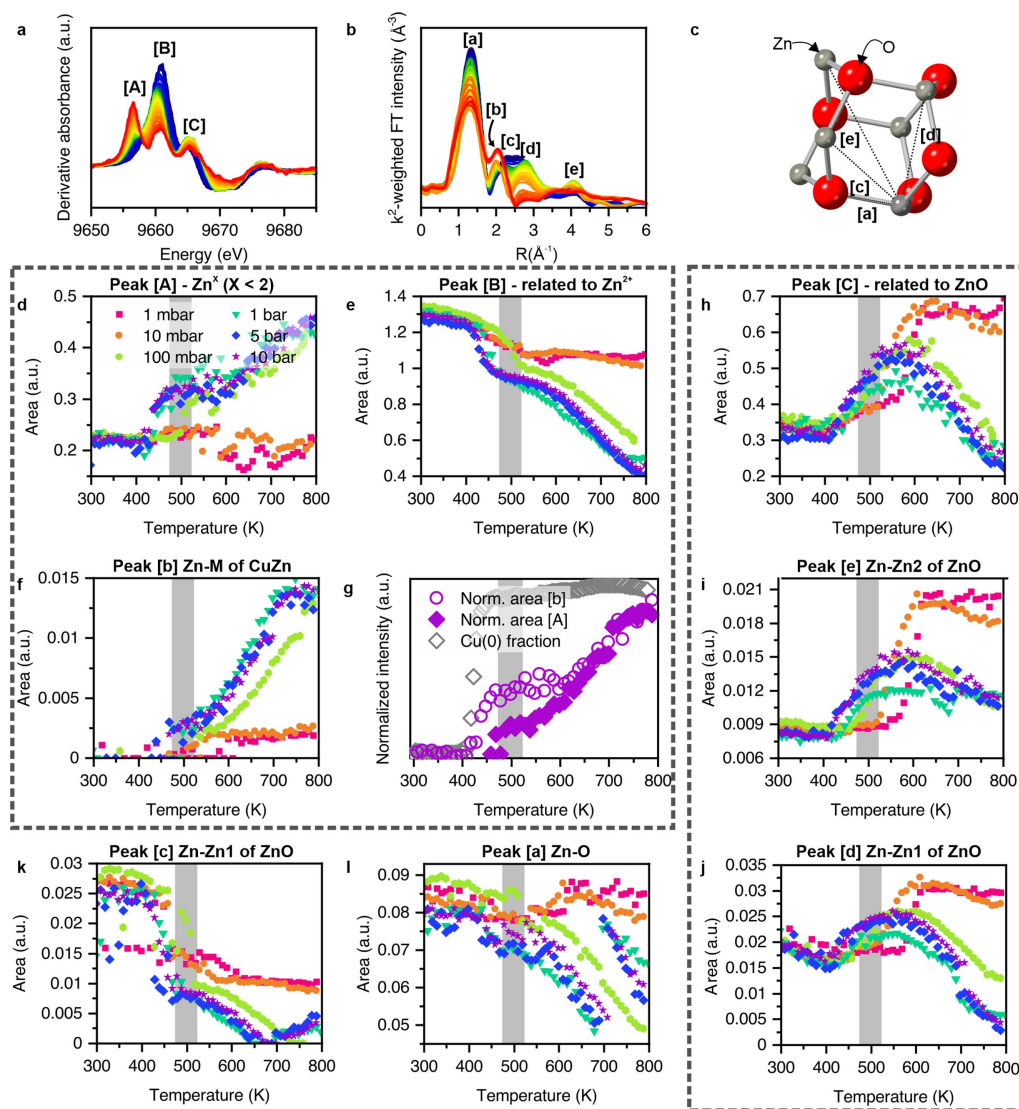 a
Derivative absorbance (a.u.)
[A]
[B]
[C]
9650 9660 9670 9680
Energy (eV)
b
k²-weighted FT intensity (Å⁻³)
[a]
[b]
[c]
[d]
[e]
0 1 2 3 4 5 6
R(Å⁻¹)
c
Zn
O
[e]
[d]
[c]
[a]
Peak [A] - Znˣ (X < 2)
d
0.5
0.4
0.3
0.2
Area (a.u.)
1 mbar
10 mbar
100 mbar
1 bar
5 bar
10 bar
300 400 500 600 700 800
Temperature (K)
Peak [B] - related to Zn²⁺
e
1.4
1.2
1.0
0.8
0.6
0.4
Area (a.u.)
300 400 500 600 700 800
Temperature (K)
Peak [C] - related to ZnO
h
0.7
0.6
0.5
0.4
0.3
0.2
Area (a.u.)
300 400 500 600 700 800
Temperature (K)
Peak [b] Zn-M of CuZn
f
0.015
0.01
0.005
0
Area (a.u.)
300 400 500 600 700 800
Temperature (K)
g
Normalized intensity (a.u.)
Norm. area [b]
Norm. area [A]
Cu(0) fraction
300 400 500 600 700 800
Temperature (K)
Peak [e] Zn-Zn2 of ZnO
i
0.021
0.018
0.015
0.012
0.009
0.006
Area (a.u.)
300 400 500 600 700 800
Temperature (K)
Peak [c] Zn-Zn1 of ZnO
k
0.03
0.025
0.02
0.015
0.01
0.005
0
Area (a.u.)
300 400 500 600 700 800
Temperature (K)
Peak [a] Zn-O
l
0.09
0.08
0.07
0.06
0.05
Area (a.u.)
300 400 500 600 700 800
Temperature (K)
Peak [d] Zn-Zn1 of ZnO
j
0.035
0.03
0.025
0.02
0.015
0.01
0.005
0
Area (a.u.)
300 400 500 600 700 800
Temperature (K)